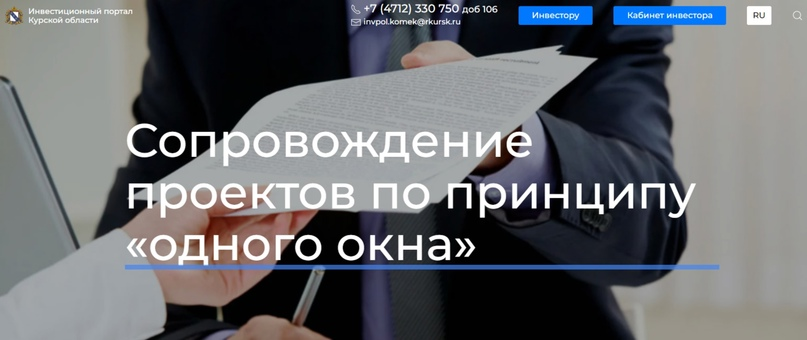 Инвестиционный портал
Курской области
+7 (4712) 330 750 доб 106
invpol.komek@rkursk.ru
Инвестору
Кабинет инвестора
RU
Сопровождение
проектов по принципу
«одного окна»